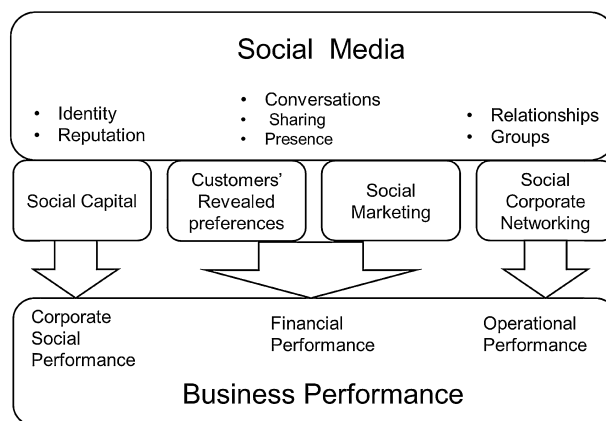 Social Media
• Identity
• Reputation
• Conversations
• Sharing
• Presence
• Relationships
• Groups
Social Capital
Customers'
Revealed
preferences
Social
Marketing
Social
Corporate
Networking
Corporate
Social
Performance
Financial
Performance
Operational
Performance
Business Performance